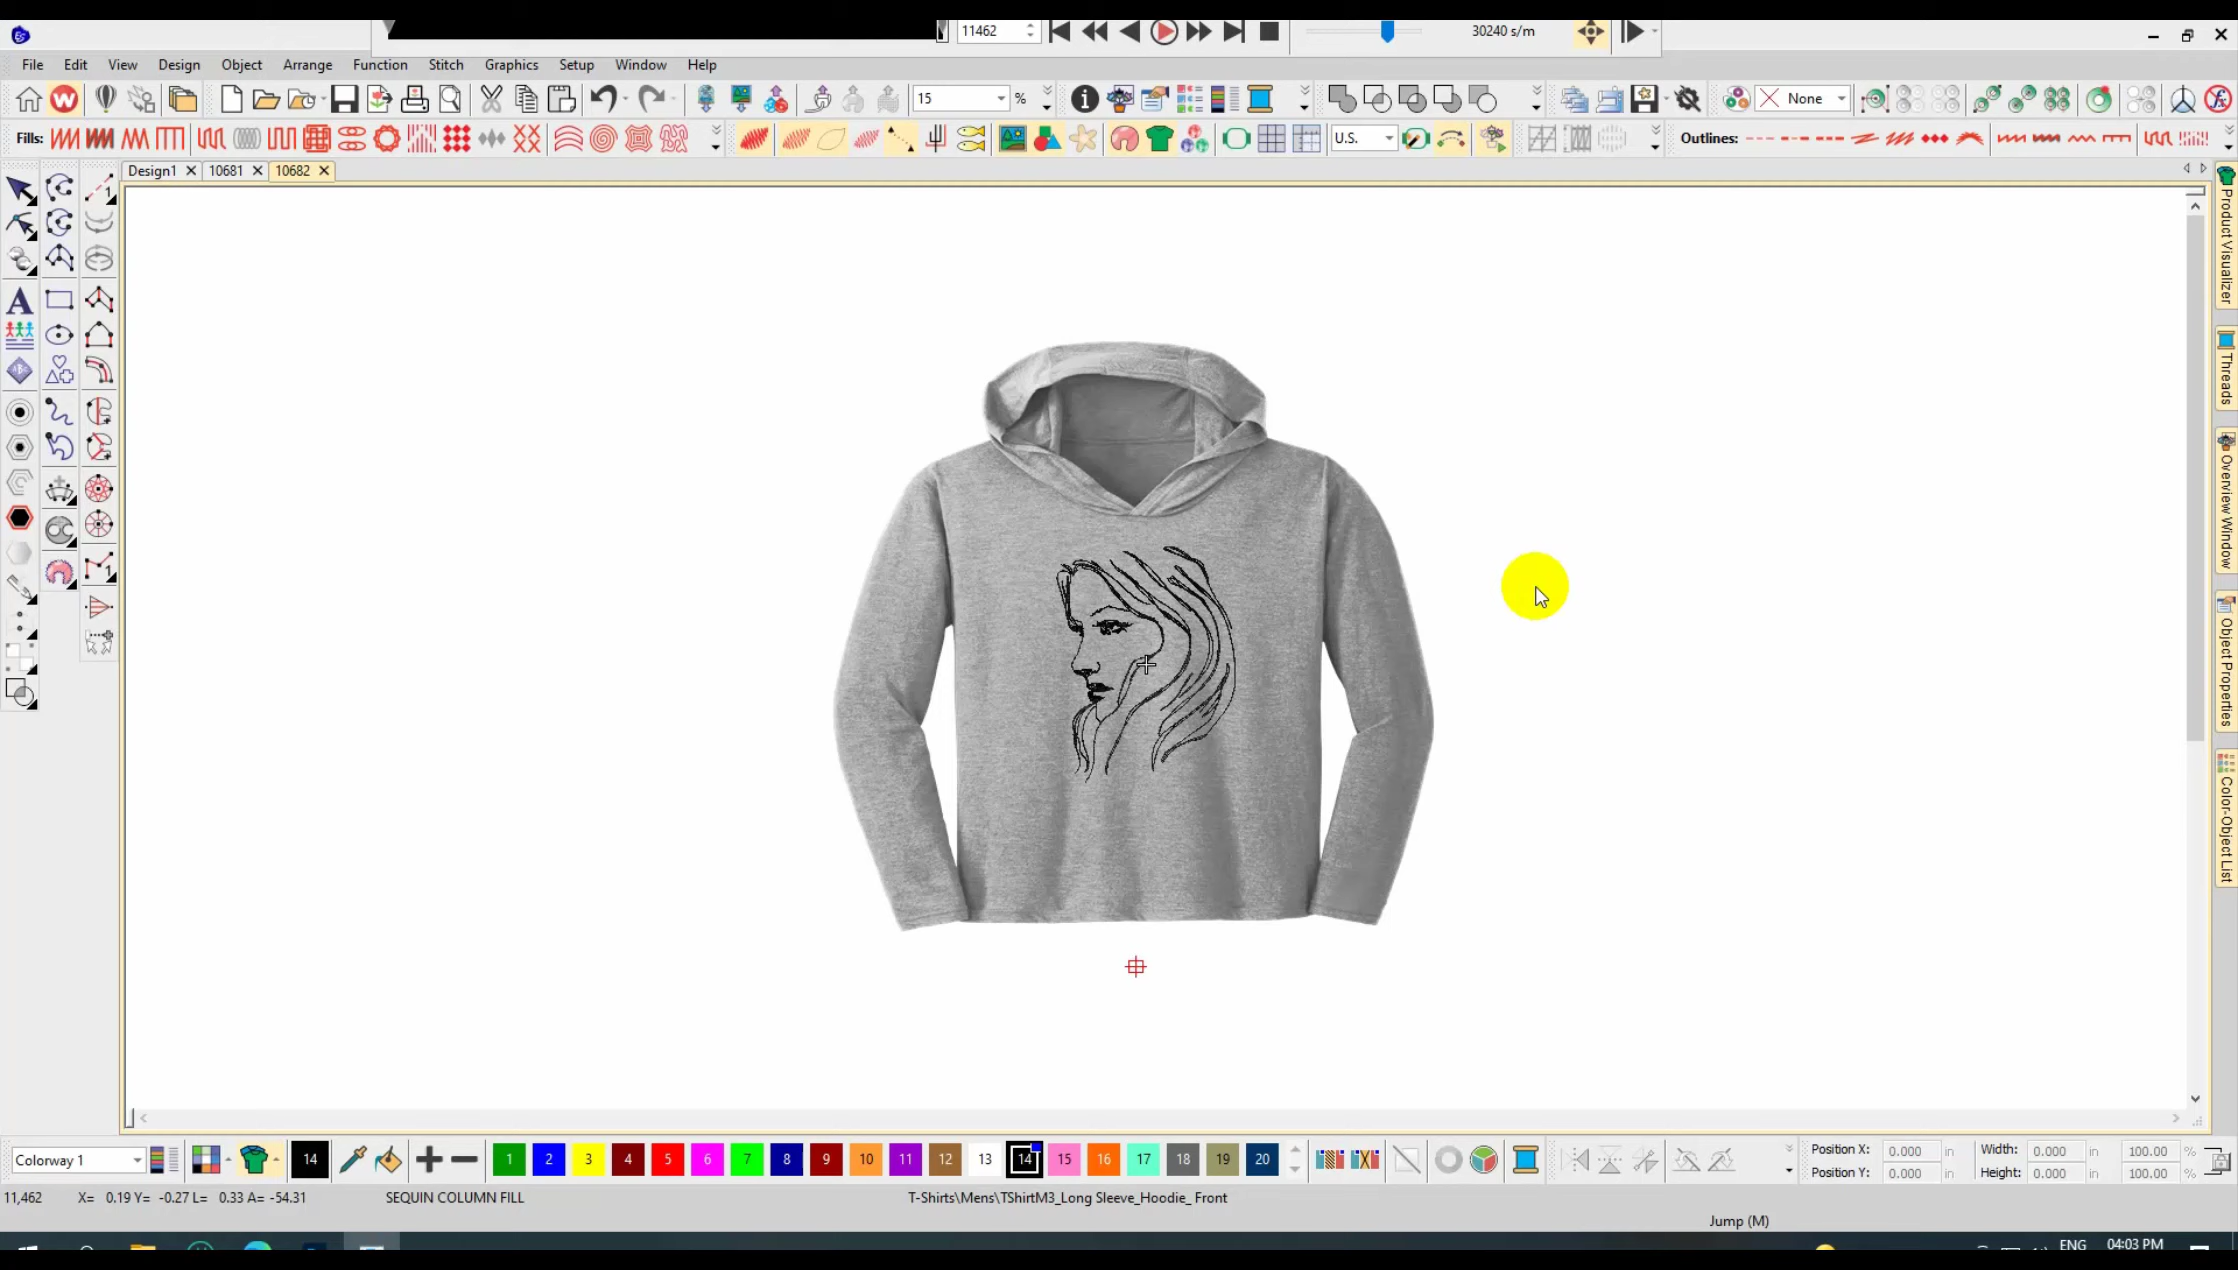 11462
30240 s/m
File Edit View Design Object Arrange Function Stitch Graphics Setup Window Help
15 %
None
Fills:
U.S.
Outlines:
Design1 10681 10682
Product Visualizer
Threads
Overview Window
Object Properties
Color-Object List
Colorway 1
14
1 2 3 4 5 6 7 8 9 10 11 12 13 14 15 16 17 18 19 20
Position X: 0.000 in Width: 0.000 in 100.00 %
Position Y: 0.000 in Height: 0.000 in 100.00 %
11,462 X= 0.19 Y= -0.27 L= 0.33 A= -54.31 SEQUIN COLUMN FILL T-Shirts\Mens\TShirtM3_Long Sleeve_Hoodie_ Front
Jump (M)
ENG 04:03 PM